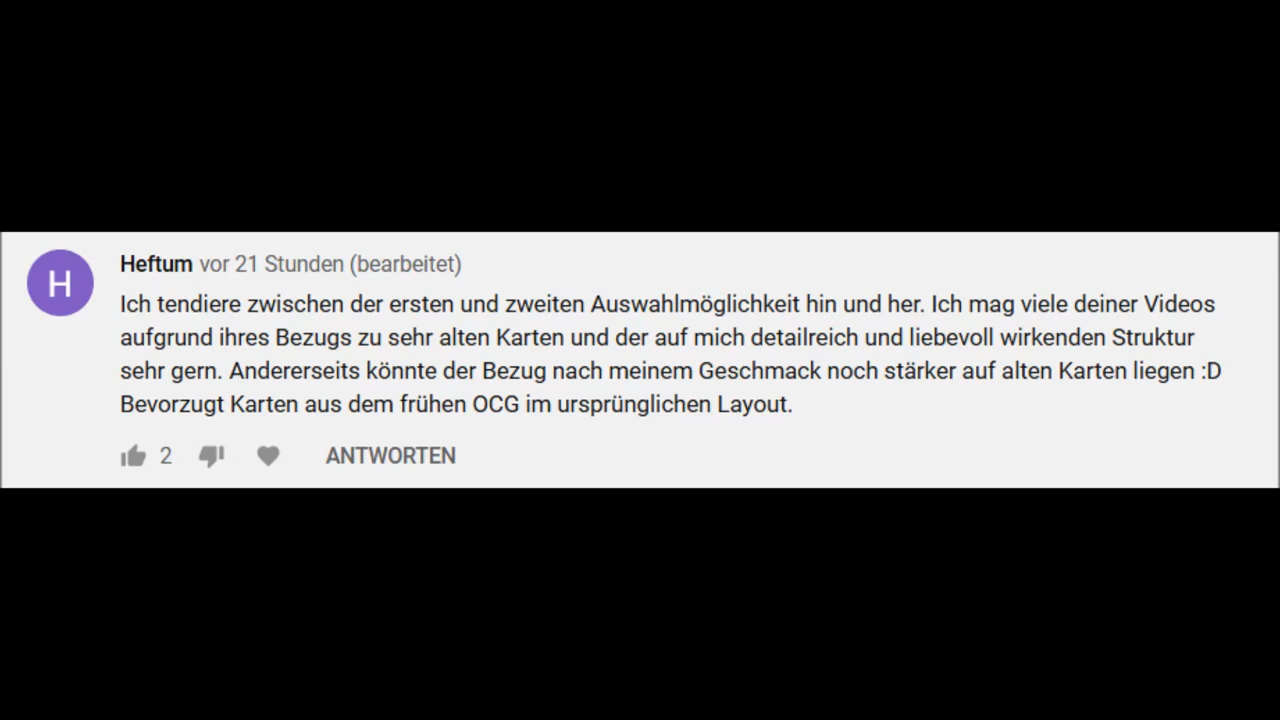 H
Heftum vor 21 Stunden (bearbeitet)
Ich tendiere zwischen der ersten und zweiten Auswahlmöglichkeit hin und her. Ich mag viele deiner Videos
aufgrund ihres Bezugs zu sehr alten Karten und der auf mich detailreich und liebevoll wirkenden Struktur
sehr gern. Andererseits könnte der Bezug nach meinem Geschmack noch stärker auf alten Karten liegen :D
Bevorzugt Karten aus dem frühen OCG im ursprünglichen Layout.
2 ANTWORTEN